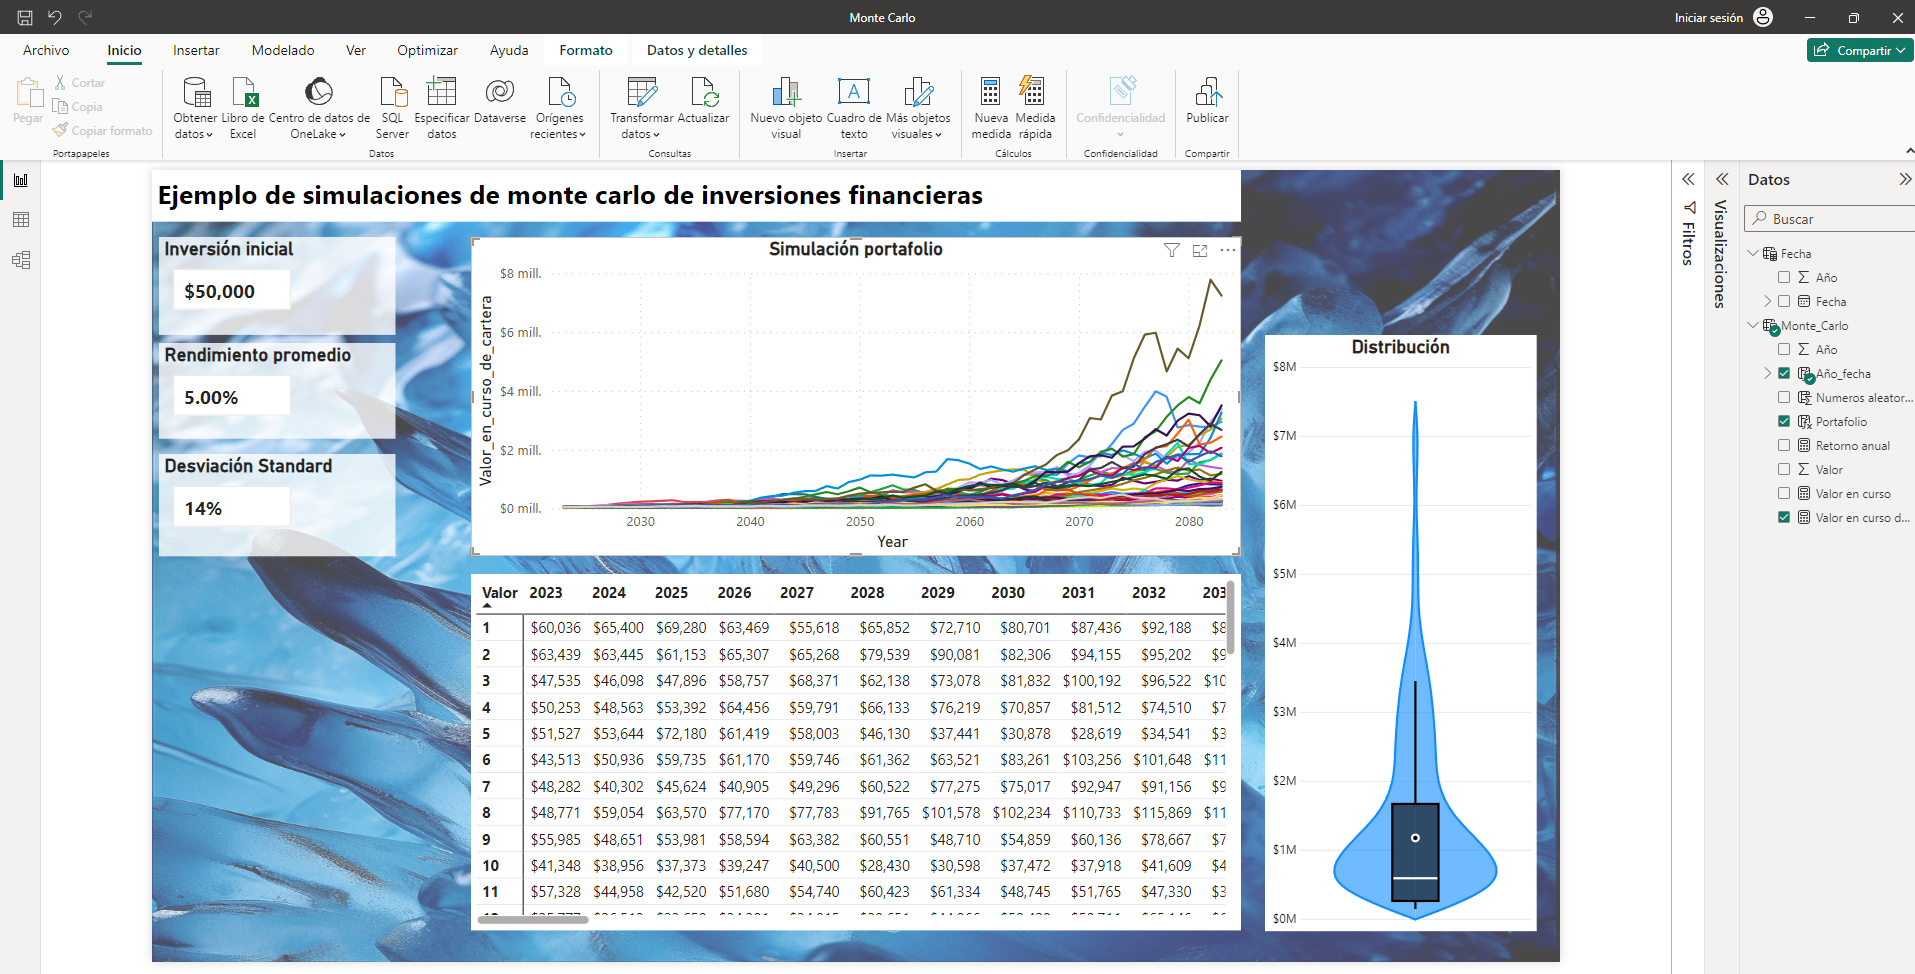 Monte Carlo
Iniciar sesión
Archivo
Inicio
Insertar
Modelado
Ver
Optimizar
Ayuda
Formato
Datos y detalles
Compartir
Pegar
Cortar
Copia
Copiar formato
Portapapeles
Obtener datos
Libro de Excel
Centro de datos de OneLake
SQL Server
Especificar datos
Dataverse
Orígenes recientes
Datos
Transformar datos
Actualizar
Consultas
Nuevo objeto visual
Cuadro de texto
Más objetos visuales
Insertar
Nueva medida
Medida rápida
Cálculos
Confidencialidad
Confidencialidad
Publicar
Compartir
Ejemplo de simulaciones de monte carlo de inversiones financieras
Inversión inicial
$50,000
Rendimiento promedio
5.00%
Desviación Standard
14%
Simulación portafolio
Valor_en_curso_de_cartera
$8 mill.
$6 mill.
$4 mill.
$2 mill.
$0 mill.
2030 2040 2050 2060 2070 2080
Year
Valor 2023 2024 2025 2026 2027 2028 2029 2030 2031 2032 203
1 $60,036 $65,400 $69,280 $63,469 $55,618 $65,852 $72,710 $80,701 $87,436 $92,188 $8
2 $63,439 $63,445 $61,153 $65,307 $65,268 $79,539 $90,081 $82,306 $94,155 $95,202 $9
3 $47,535 $46,098 $47,896 $58,757 $68,371 $62,138 $73,078 $81,832 $100,192 $96,522 $10
4 $50,253 $48,563 $53,392 $64,456 $59,791 $66,133 $76,219 $70,857 $81,512 $74,510 $7
5 $51,527 $53,644 $72,180 $61,419 $58,003 $46,130 $37,441 $30,878 $28,619 $34,541 $3
6 $43,513 $50,936 $59,735 $61,170 $59,746 $61,362 $63,521 $83,261 $103,256 $101,648 $11
7 $48,282 $40,302 $45,624 $40,905 $49,296 $60,522 $77,275 $75,017 $92,947 $91,156 $9
8 $48,771 $59,054 $63,570 $77,170 $77,783 $91,765 $101,578 $102,234 $110,733 $115,869 $11
9 $55,985 $48,651 $53,981 $58,594 $63,382 $60,551 $48,710 $54,859 $60,136 $78,667 $7
10 $41,348 $38,956 $37,373 $39,247 $40,500 $28,430 $30,598 $37,472 $37,918 $41,609 $4
11 $57,328 $44,958 $42,520 $51,680 $54,740 $60,423 $61,334 $48,745 $51,765 $47,330 $3
Distribución
$8M
$7M
$6M
$5M
$4M
$3M
$2M
$1M
$0M
Filtros
Visualizaciones
Datos
Buscar
Fecha
Año
Fecha
Monte_Carlo
Año
Año_fecha
Numeros aleator...
Portafolio
Retorno anual
Valor
Valor en curso
Valor en curso d...